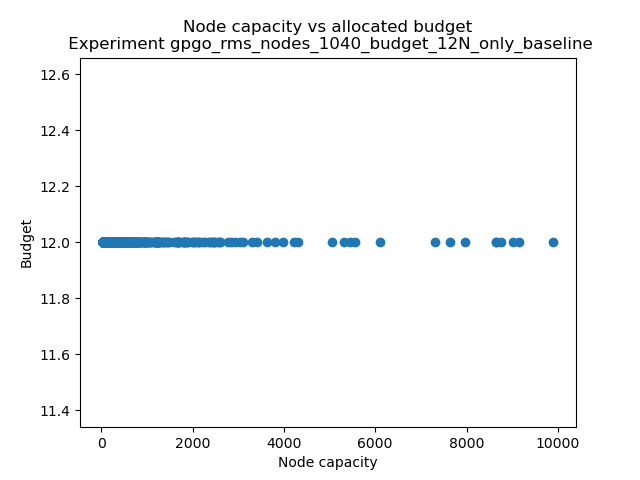 Node capacity vs allocated budget
Experiment gpgo_rms_nodes_1040_budget_12N_only_baseline
12.6
12.4
12.2
12.0
11.8
11.6
11.4
Budget
0 2000 4000 6000 8000 10000
Node capacity